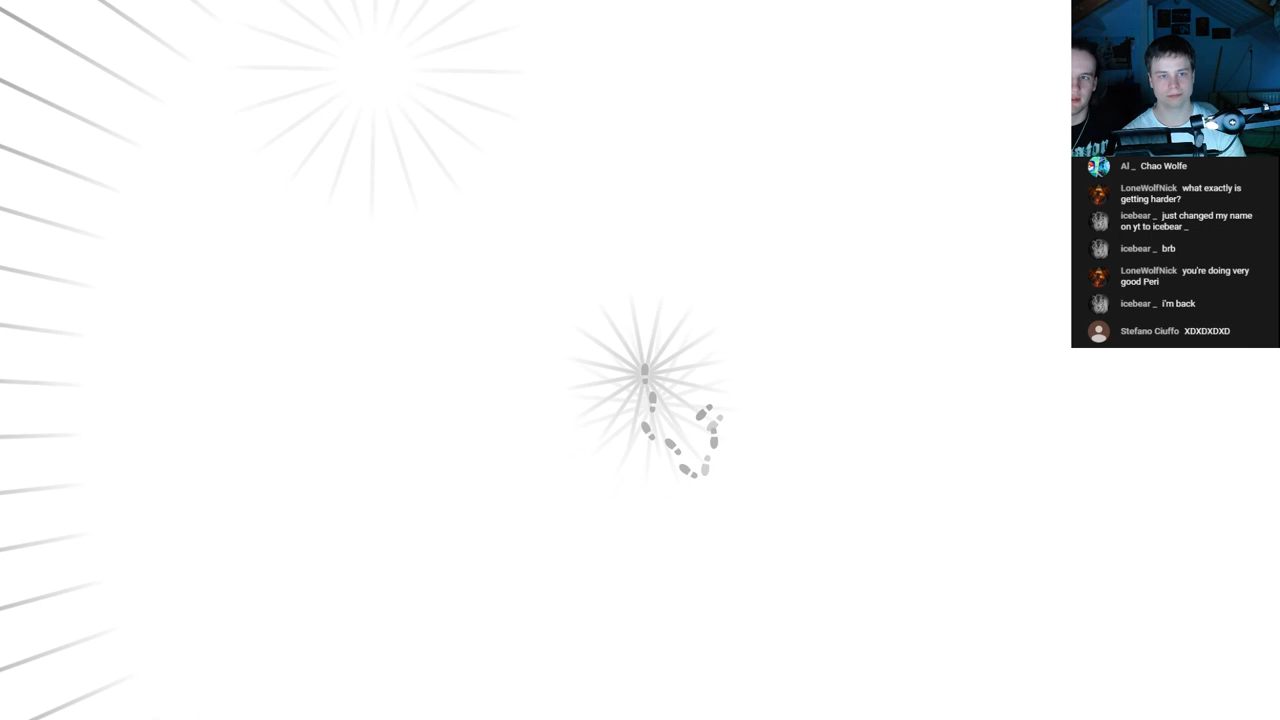 Al _ Chao Wolfe
LoneWolfNick what exactly is
getting harder?
icebear _ just changed my name
on yt to icebear _
icebear _ brb
LoneWolfNick you're doing very
good Peri
icebear _ i'm back
Stefano Ciuffo XDXDXDXD